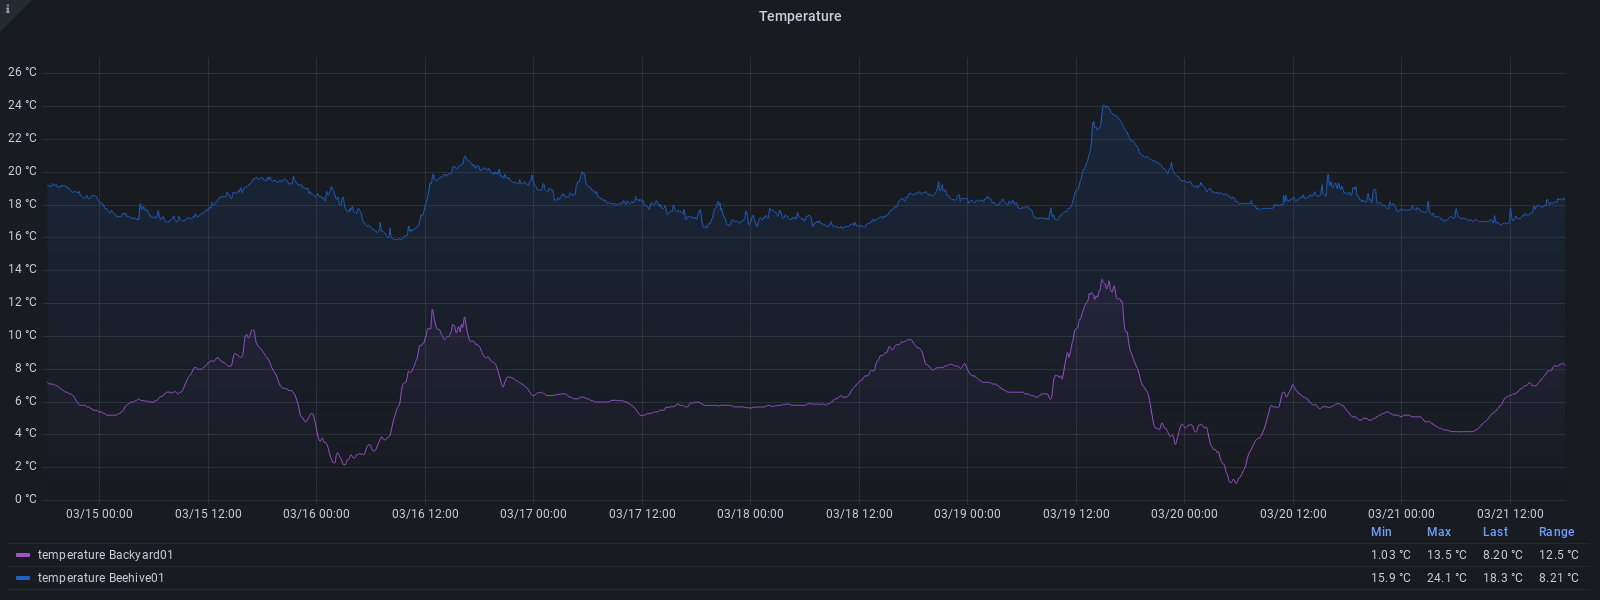 i
Temperature
26 °C
24 °C
22 °C
20 °C
18 °C
16 °C
14 °C
12 °C
10 °C
8 °C
6 °C
4 °C
2 °C
0 °C
03/15 00:00 03/15 12:00 03/16 00:00 03/16 12:00 03/17 00:00 03/17 12:00 03/18 00:00 03/18 12:00 03/19 00:00 03/19 12:00 03/20 00:00 03/20 12:00 03/21 00:00 03/21 12:00
Min Max Last Range
temperature Backyard01 1.03 °C 13.5 °C 8.20 °C 12.5 °C
temperature Beehive01 15.9 °C 24.1 °C 18.3 °C 8.21 °C